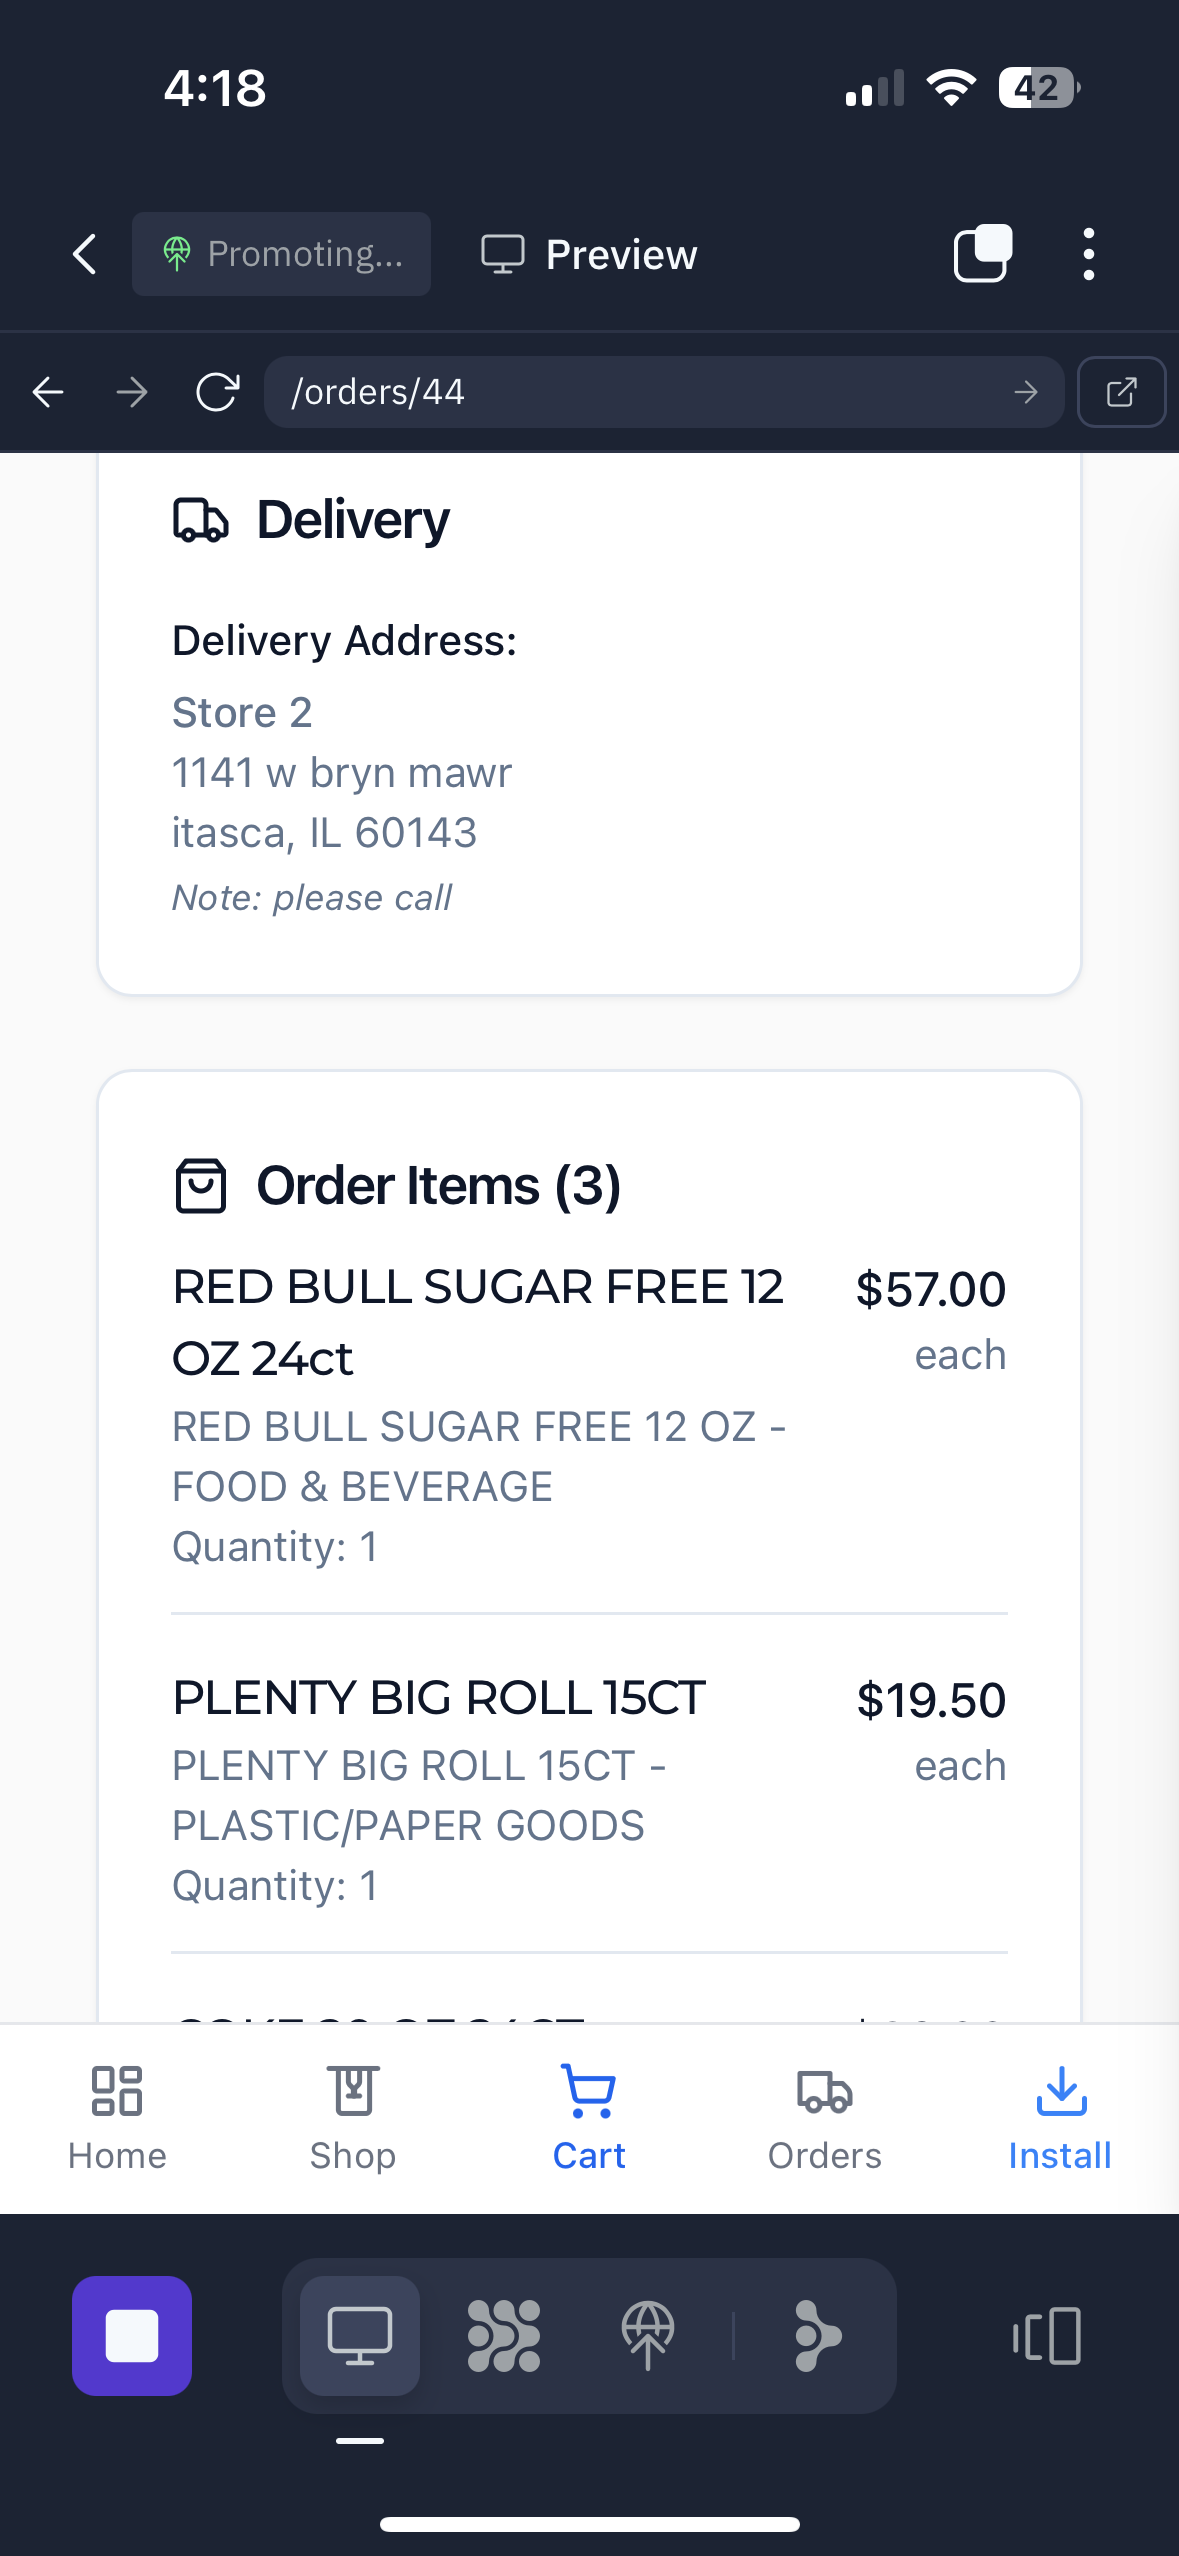 4:18
42
Promoting...
Preview
/orders/44
Delivery
Delivery Address:
Store 2
1141 w bryn mawr
itasca, IL 60143
Note: please call
Order Items (3)
RED BULL SUGAR FREE 12
OZ 24ct
$57.00
each
RED BULL SUGAR FREE 12 OZ -
FOOD & BEVERAGE
Quantity: 1
PLENTY BIG ROLL 15CT
$19.50
each
PLENTY BIG ROLL 15CT -
PLASTIC/PAPER GOODS
Quantity: 1
Home
Shop
Cart
Orders
Install